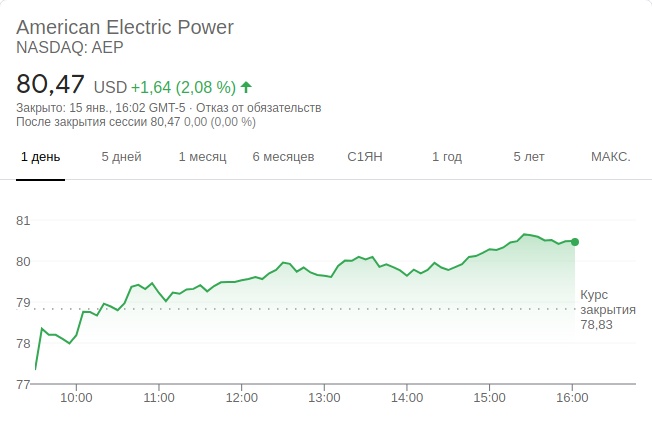 American Electric Power
NASDAQ: AEP
80,47 USD +1,64 (2,08 %)
Закрыто: 15 янв., 16:02 GMT-5 · Отказ от обязательств
После закрытия сессии 80,47 0,00 (0,00 %)
1 день 5 дней 1 месяц 6 месяцев С1ЯН 1 год 5 лет МАКС.
81
80
79
78
77
Курс
закрытия
78,83
10:00 11:00 12:00 13:00 14:00 15:00 16:00